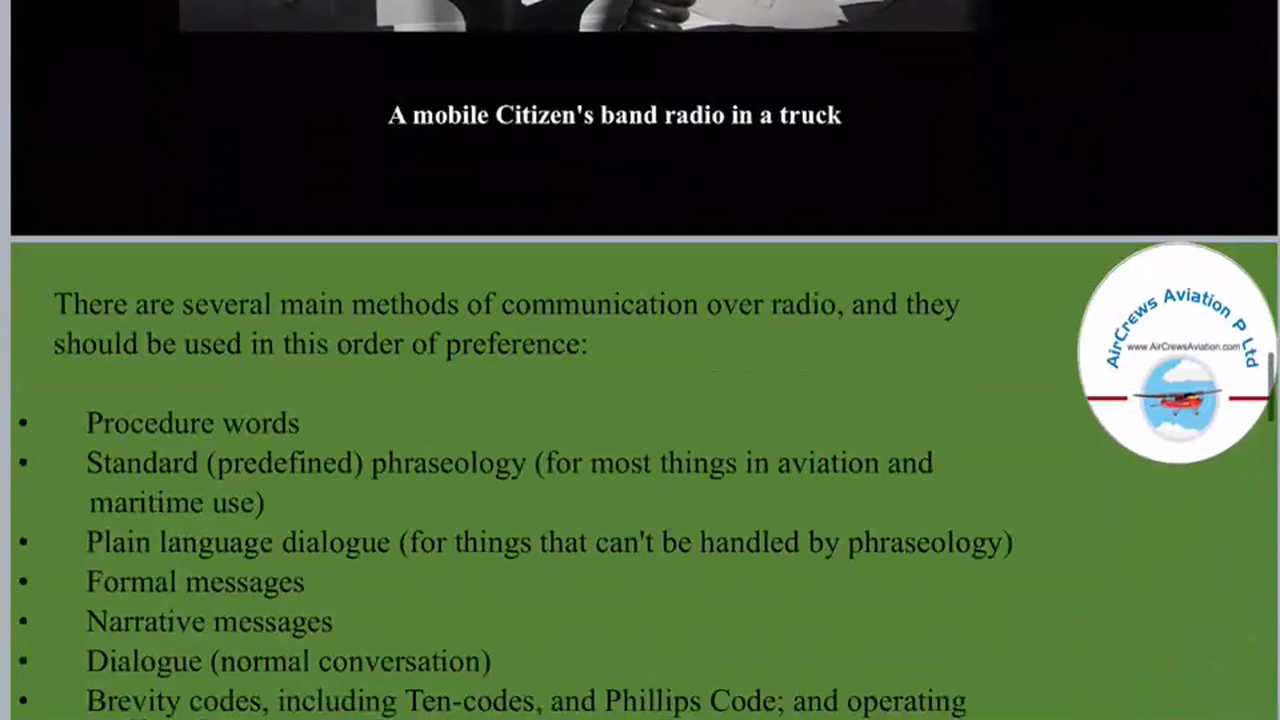 A mobile Citizen's band radio in a truck
There are several main methods of communication over radio, and they
should be used in this order of preference:
• Procedure words
• Standard (predefined) phraseology (for most things in aviation and
maritime use)
• Plain language dialogue (for things that can't be handled by phraseology)
• Formal messages
• Narrative messages
• Dialogue (normal conversation)
• Brevity codes, including Ten-codes, and Phillips Code; and operating
AirCrews Aviation P Ltd
www.AirCrewsAviation.com